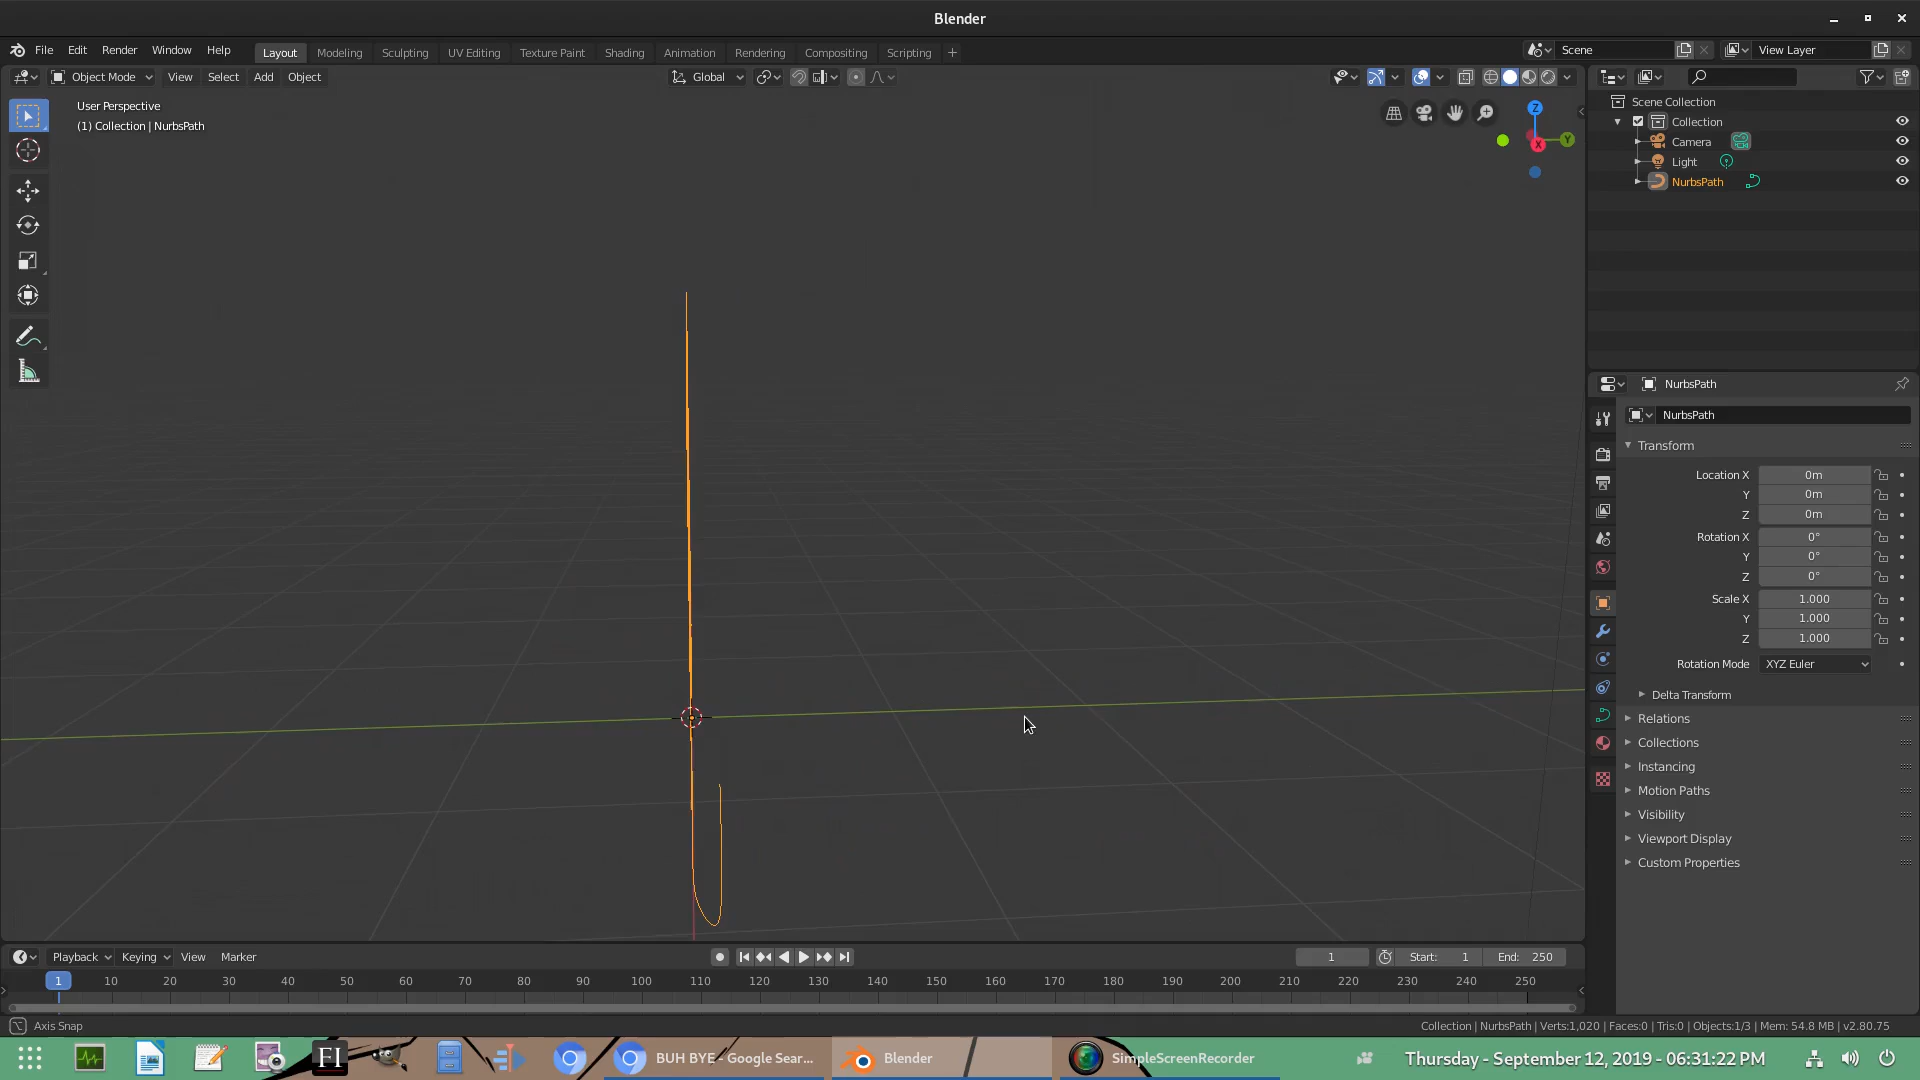 Blender
File Edit Render Window Help
Layout Modeling Sculpting UV Editing Texture Paint Shading Animation Rendering Compositing Scripting +
Scene
View Layer
Object Mode View Select Add Object
Global
User Perspective
(1) Collection | NurbsPath
Z
Y
X
Scene Collection
Collection
Camera
Light
NurbsPath
NurbsPath
NurbsPath
Transform
Location X 0m
Y 0m
Z 0m
Rotation X 0°
Y 0°
Z 0°
Scale X 1.000
Y 1.000
Z 1.000
Rotation Mode XYZ Euler
Delta Transform
Relations
Collections
Instancing
Motion Paths
Visibility
Viewport Display
Custom Properties
Playback Keying View Marker
1 Start: 1 End: 250
1 10 20 30 40 50 60 70 80 90 100 110 120 130 140 150 160 170 180 190 200 210 220 230 240 250
Axis Snap
Collection | NurbsPath | Verts:1,020 | Faces:0 | Tris:0 | Objects:1/3 | Mem: 54.8 MB | v2.80.75
FI
BUH BYE - Google Sear...
Blender
SimpleScreenRecorder
Thursday - September 12, 2019 - 06:31:22 PM